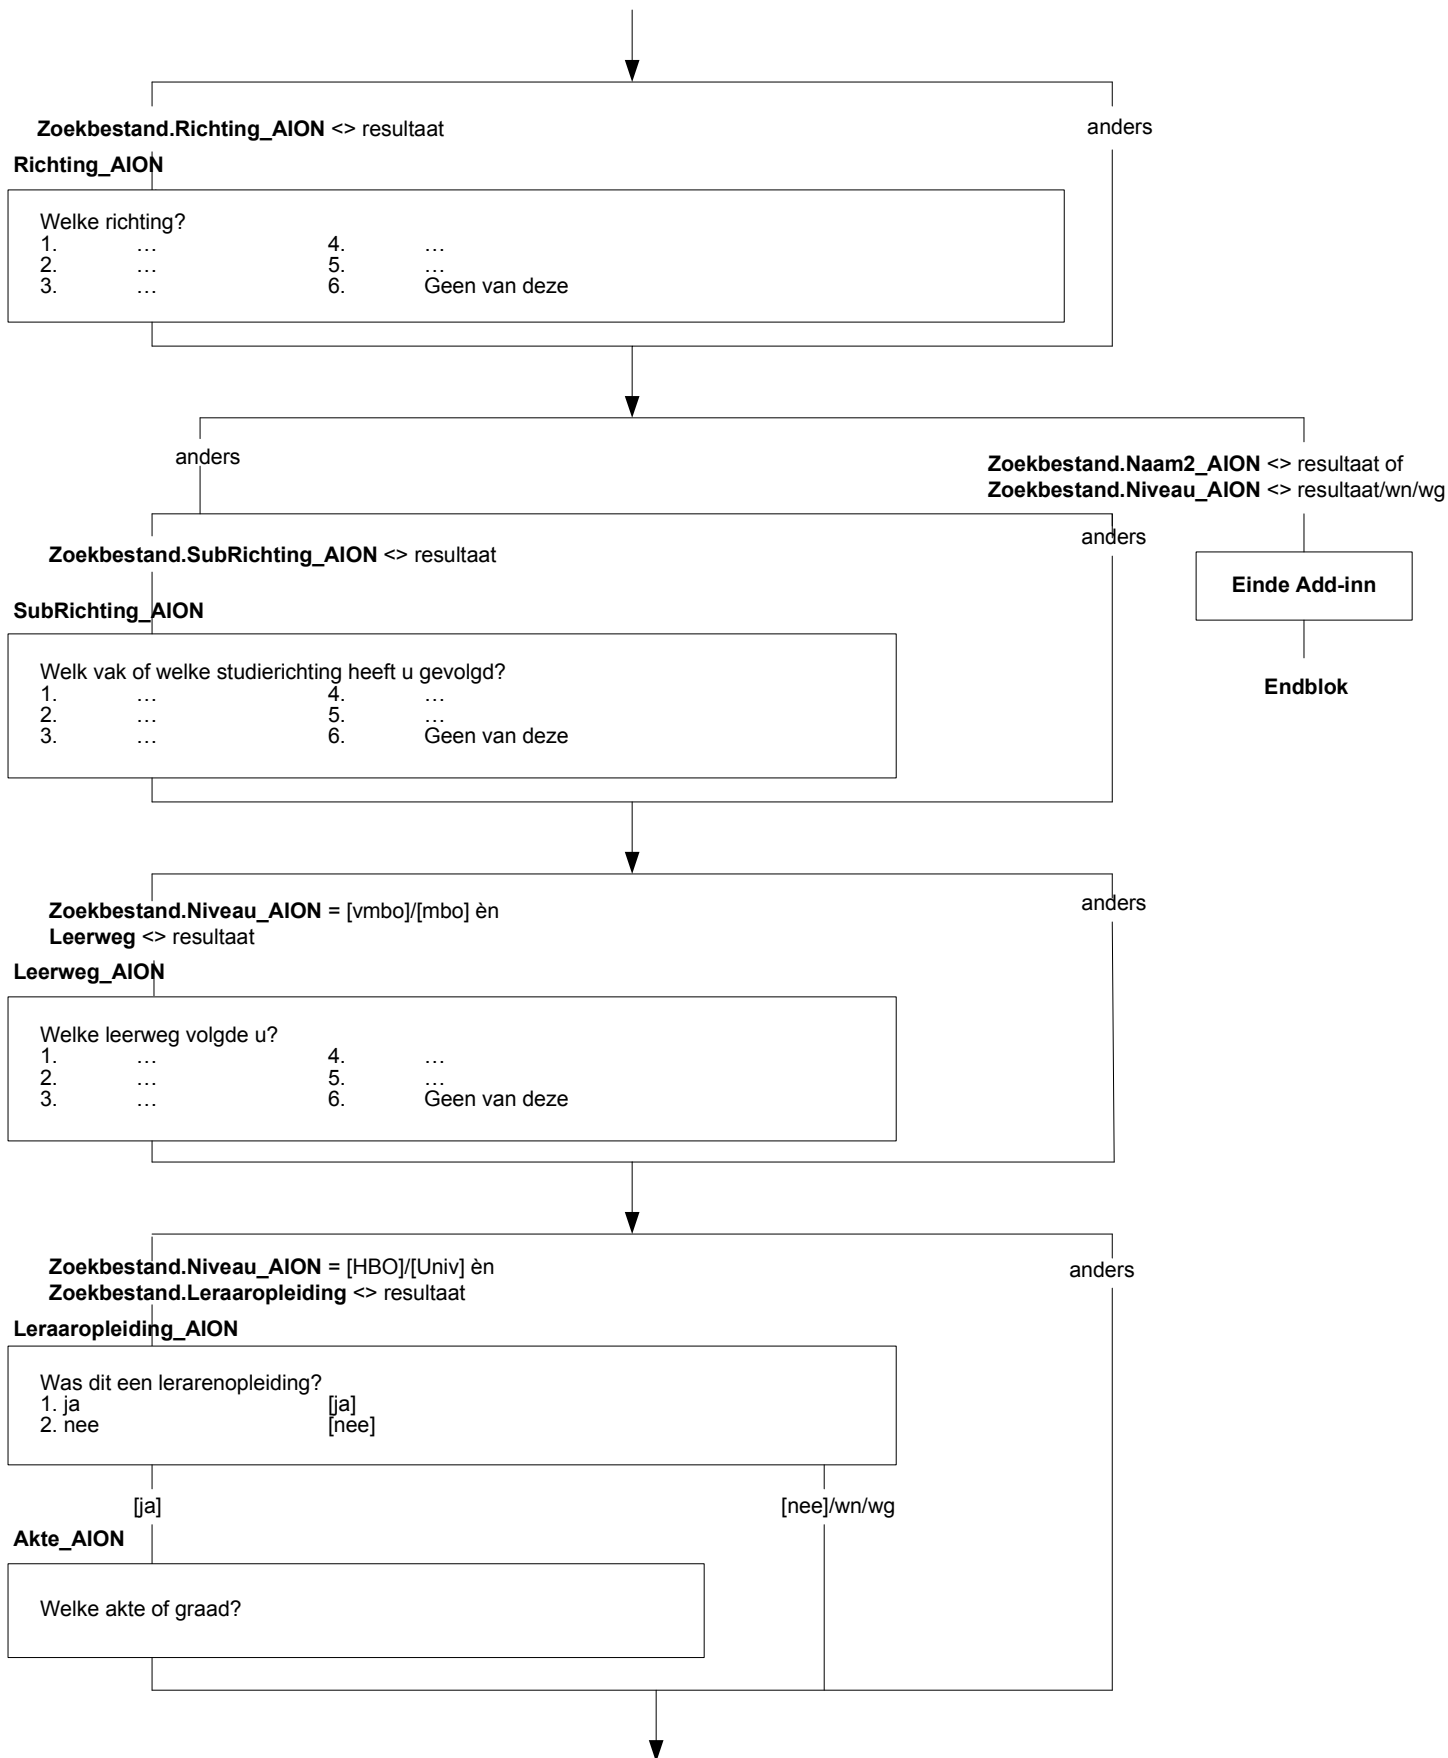 Zoekbestand.Richting_AION <> resultaat
anders
Richting_AION
Welke richting?
1. … 4. …
2. … 5. …
3. … 6. Geen van deze
anders
Zoekbestand.Naam2_AION <> resultaat of
Zoekbestand.Niveau_AION <> resultaat/wn/wg
Zoekbestand.SubRichting_AION <> resultaat
anders
Einde Add-inn
SubRichting_AION
Welk vak of welke studierichting heeft u gevolgd?
1. … 4. …
2. … 5. …
3. … 6. Geen van deze
Endblok
Zoekbestand.Niveau_AION = [vmbo]/[mbo] èn
Leerweg <> resultaat
anders
Leerweg_AION
Welke leerweg volgde u?
1. … 4. …
2. … 5. …
3. … 6. Geen van deze
Zoekbestand.Niveau_AION = [HBO]/[Univ] èn
Zoekbestand.Leraaropleiding <> resultaat
anders
Leraaropleiding_AION
Was dit een lerarenopleiding?
1. ja [ja]
2. nee [nee]
[ja] [nee]/wn/wg
Akte_AION
Welke akte of graad?